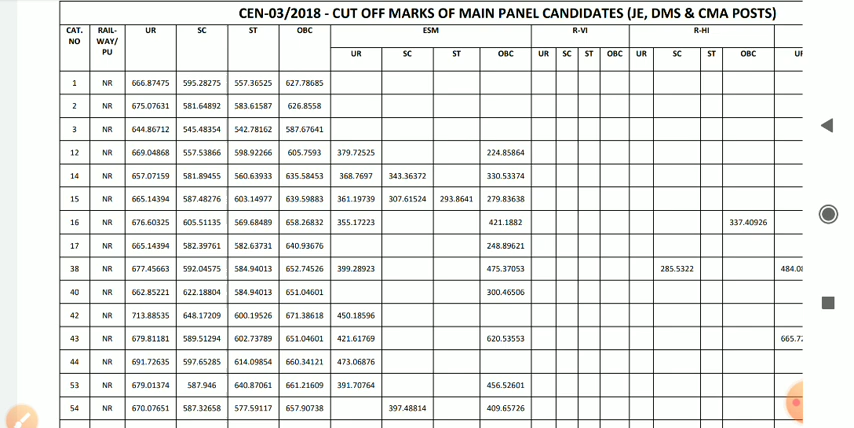 CEN-03/2018 - CUT OFF MARKS OF MAIN PANEL CANDIDATES (JE, DMS & CMA POSTS)
CAT. NO RAIL-WAY/ PU UR SC ST OBC ESM R-VI R-HI
UR SC ST OBC UR SC ST OBC UR SC ST OBC UR
1 NR 666.87475 595.28275 557.36525 627.78685
2 NR 675.07631 581.64892 583.61587 626.8558
3 NR 644.86712 545.48354 542.78162 587.67641
12 NR 669.04868 557.53866 598.92266 605.7593 379.72525 224.85864
14 NR 657.07159 581.89455 560.63933 635.58453 368.7697 343.36372 330.53374
15 NR 665.14394 587.48276 603.14977 639.59883 361.19739 307.61524 293.8641 279.83638
16 NR 676.60325 605.51135 569.68489 658.26832 355.17223 421.1882 337.40926
17 NR 665.14394 582.39761 582.63731 640.93676 248.89621
38 NR 677.45663 592.04575 584.94013 652.74526 399.28923 475.37053 285.5322
40 NR 662.85221 622.18804 584.94013 651.04601 300.46506
42 NR 713.88535 648.17209 600.19526 671.38618 450.18596
43 NR 679.81181 589.51294 602.73789 651.04601 421.61769 620.53553
44 NR 691.72635 597.65285 614.09854 660.34121 473.06876
53 NR 679.01374 587.946 640.87061 661.21609 391.70764 456.52601
54 NR 670.07651 587.32658 577.59117 657.90738 397.48814 409.65726